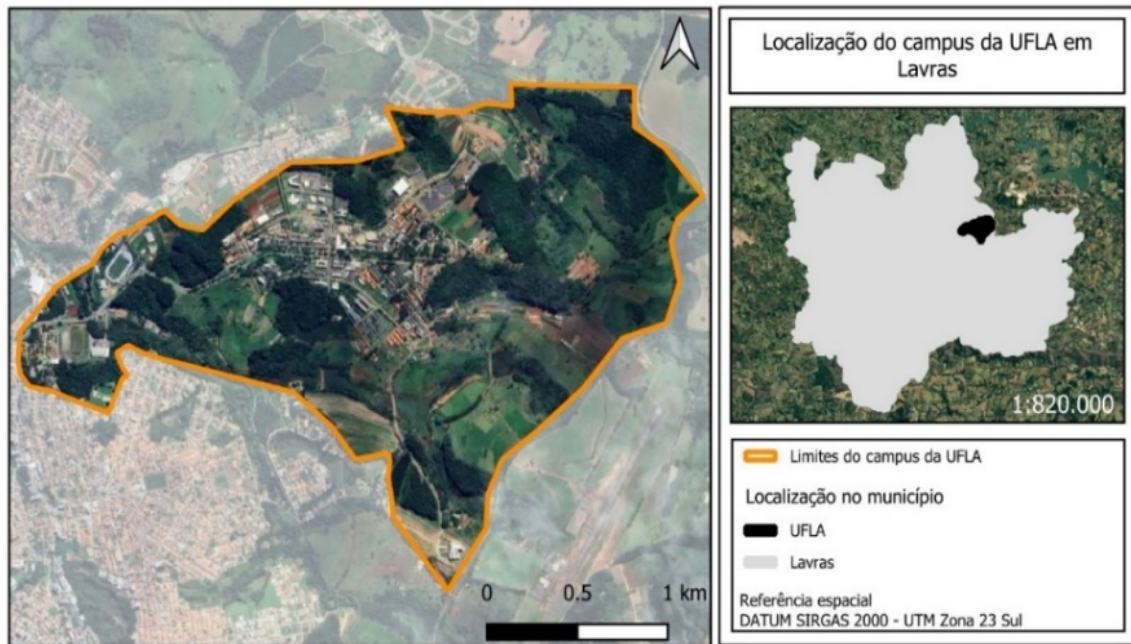 Localização do campus da UFLA em
Lavras
1:820.000
Limites do campus da UFLA
Localização no município
UFLA
Lavras
Referência espacial
DATUM SIRGAS 2000 - UTM Zona 23 Sul
0 0.5 1 km